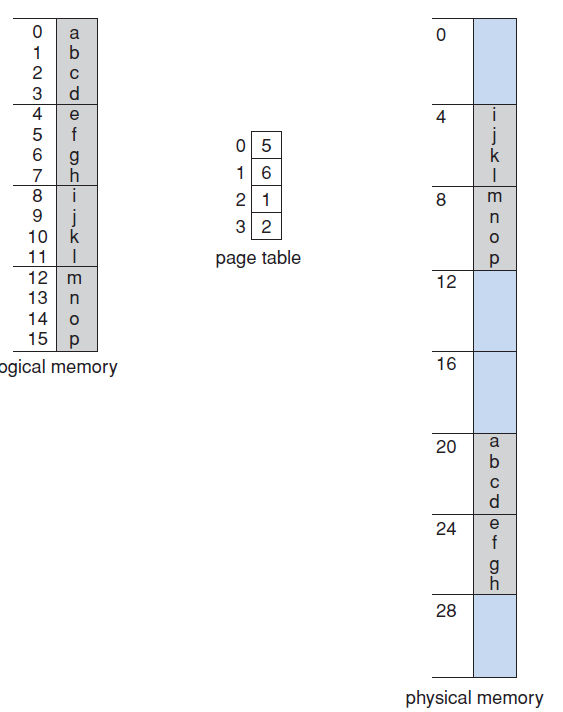 0 a
1 b
2 c
3 d
4 e
5 f
6 g
7 h
8 i
9 j
10 k
11 l
12 m
13 n
14 o
15 p
ogical memory
0 5
1 6
2 1
3 2
page table
0
4 i
j
k
l
8 m
n
o
p
12
16
20 a
b
c
d
24 e
f
g
h
28
physical memory